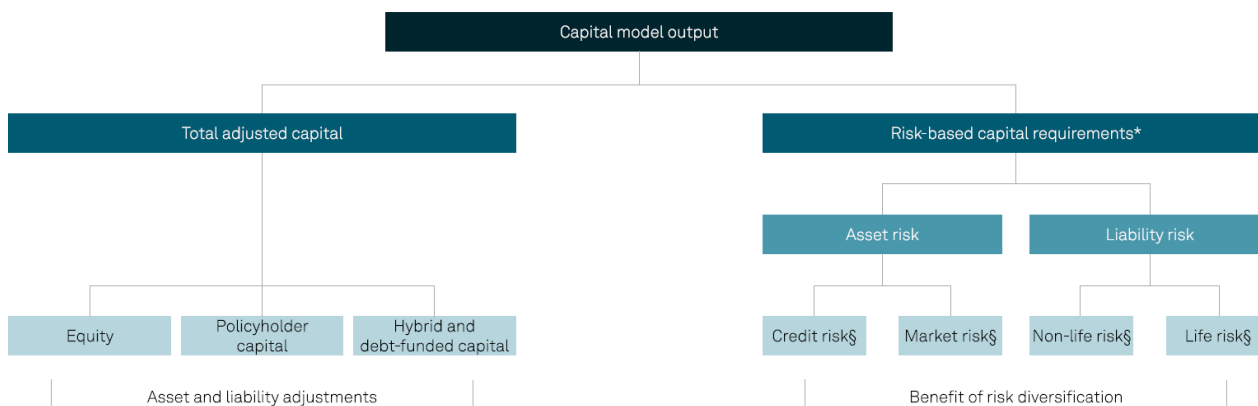 Capital model output
Total adjusted capital
Risk-based capital requirements*
Asset risk
Liability risk
Equity
Policyholder
capital
Hybrid and
debt-funded capital
Credit risk§
Market risk§
Non-life risk§
Life risk§
Asset and liability adjustments
Benefit of risk diversification